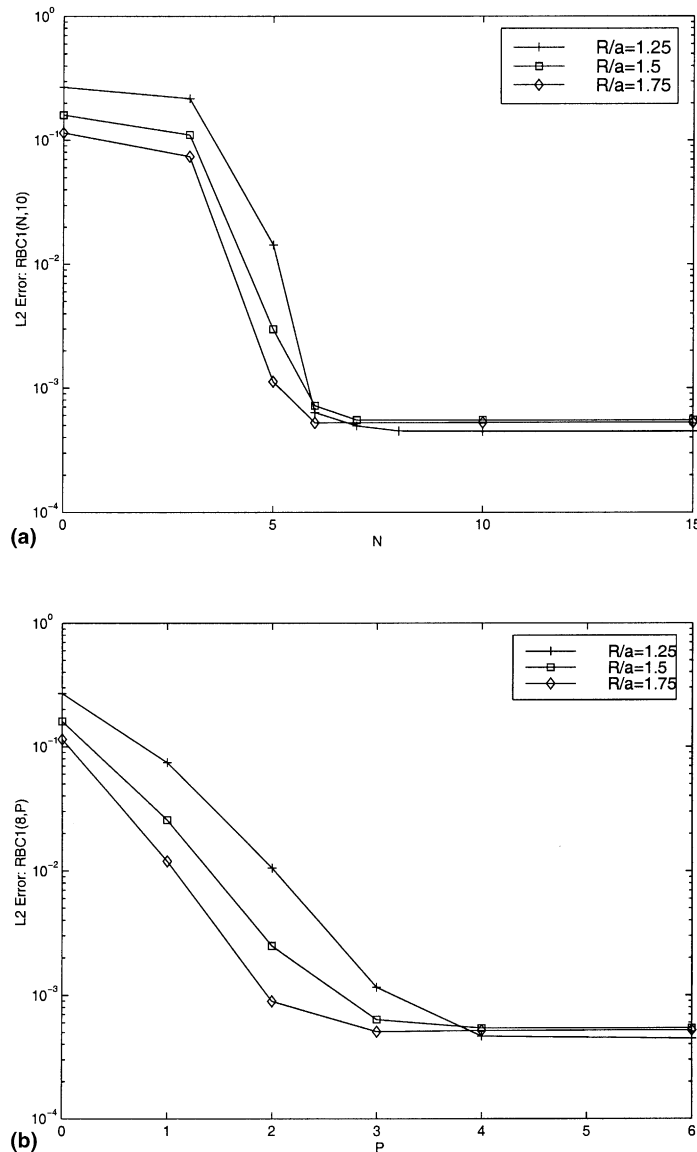 10^0
10^-1
10^-2
10^-3
10^-4
L2 Error: RBC1(N,10)
R/a=1.25
R/a=1.5
R/a=1.75
0
5
10
15
N
(a)
10^0
10^-1
10^-2
10^-3
10^-4
L2 Error: RBC1(8,P)
R/a=1.25
R/a=1.5
R/a=1.75
0
1
2
3
4
5
6
P
(b)